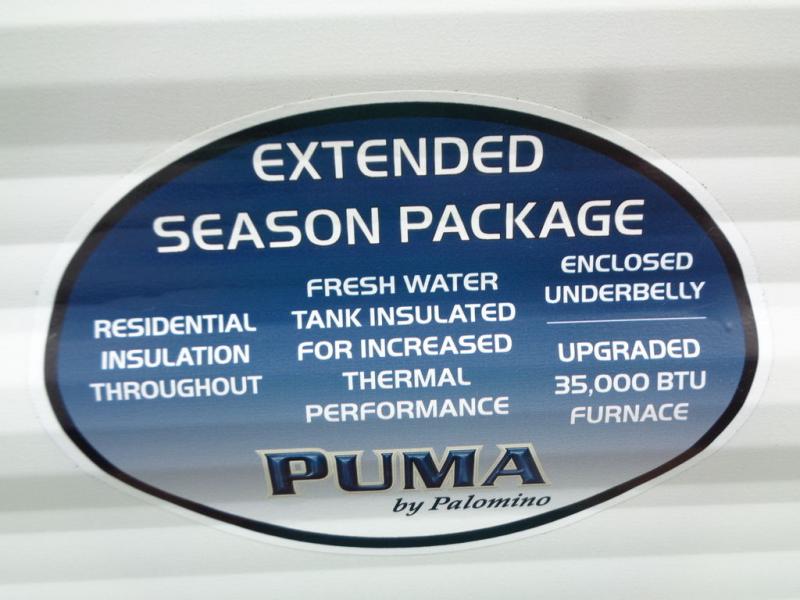 EXTENDED
SEASON PACKAGE
RESIDENTIAL
INSULATION
THROUGHOUT
FRESH WATER
TANK INSULATED
FOR INCREASED
THERMAL
PERFORMANCE
ENCLOSED
UNDERBELLY
UPGRADED
35,000 BTU
FURNACE
PUMA
by Palomino